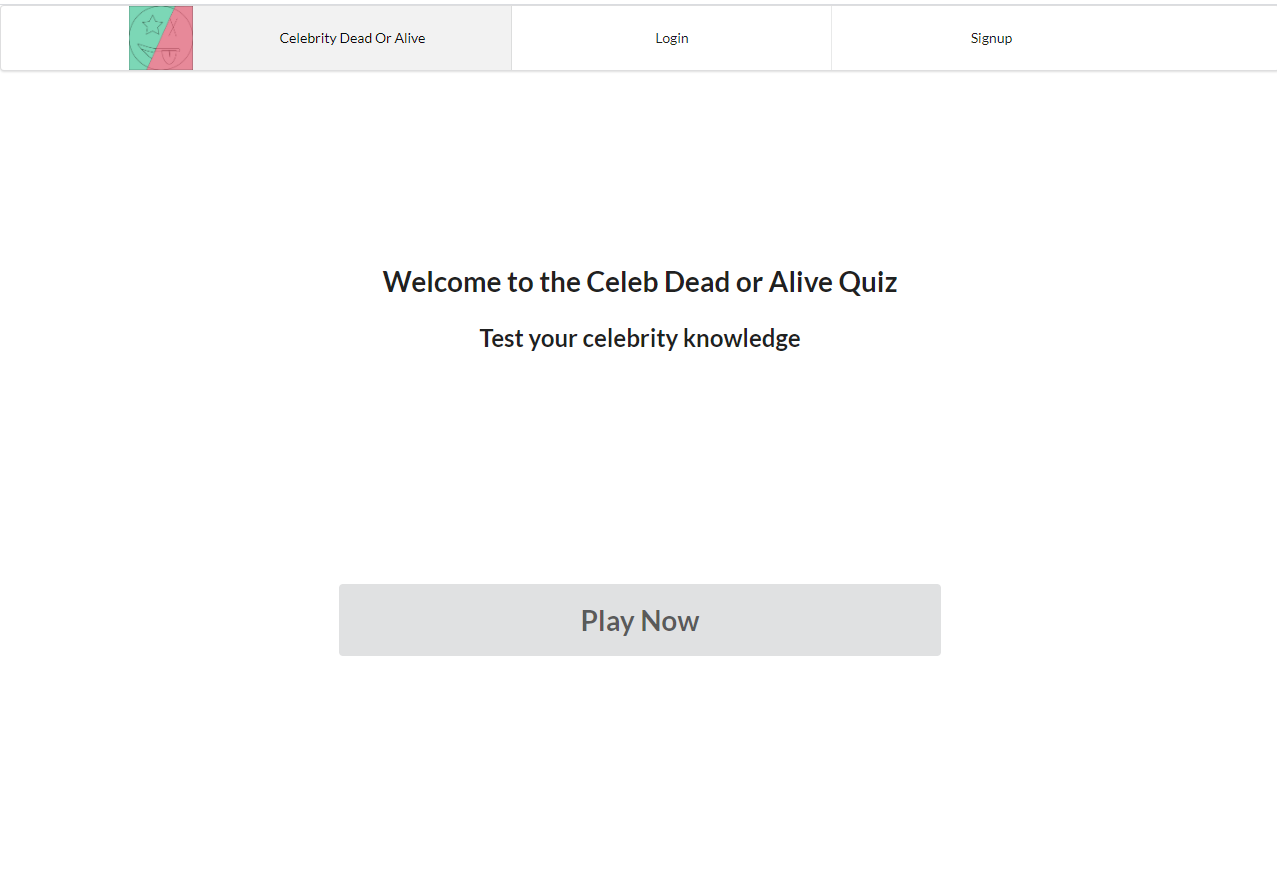 Celebrity Dead Or Alive
Login
Signup
Welcome to the Celeb Dead or Alive Quiz
Test your celebrity knowledge
Play Now